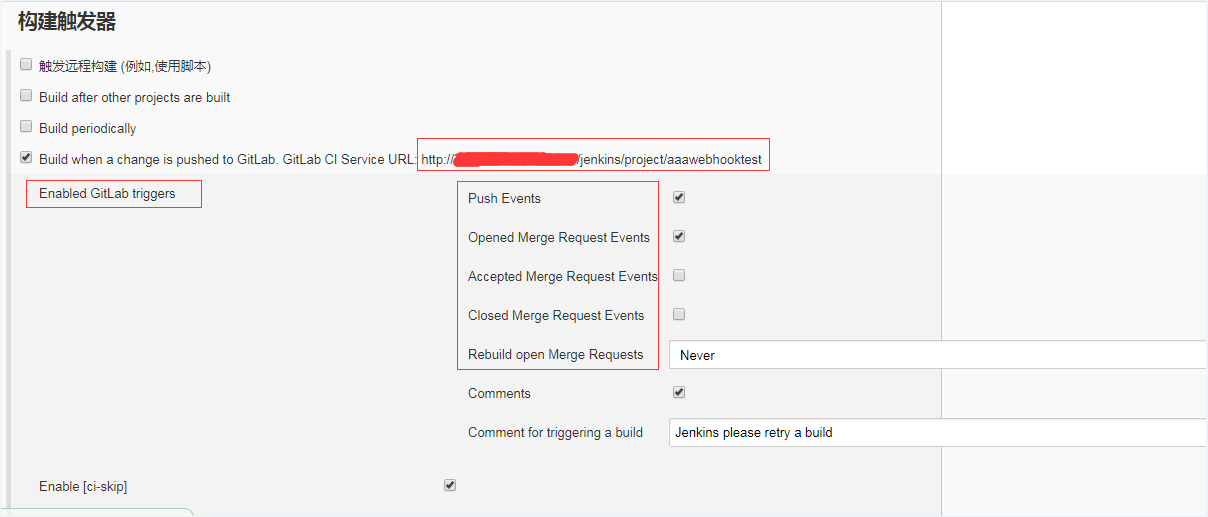 构建触发器
触发远程构建 (例如,使用脚本)
Build after other projects are built
Build periodically
Build when a change is pushed to GitLab. GitLab CI Service URL: http:// /jenkins/project/aaawebhooktest
Enabled GitLab triggers
Push Events
Opened Merge Request Events
Accepted Merge Request Events
Closed Merge Request Events
Rebuild open Merge Requests Never
Comments
Comment for triggering a build Jenkins please retry a build
Enable [ci-skip]